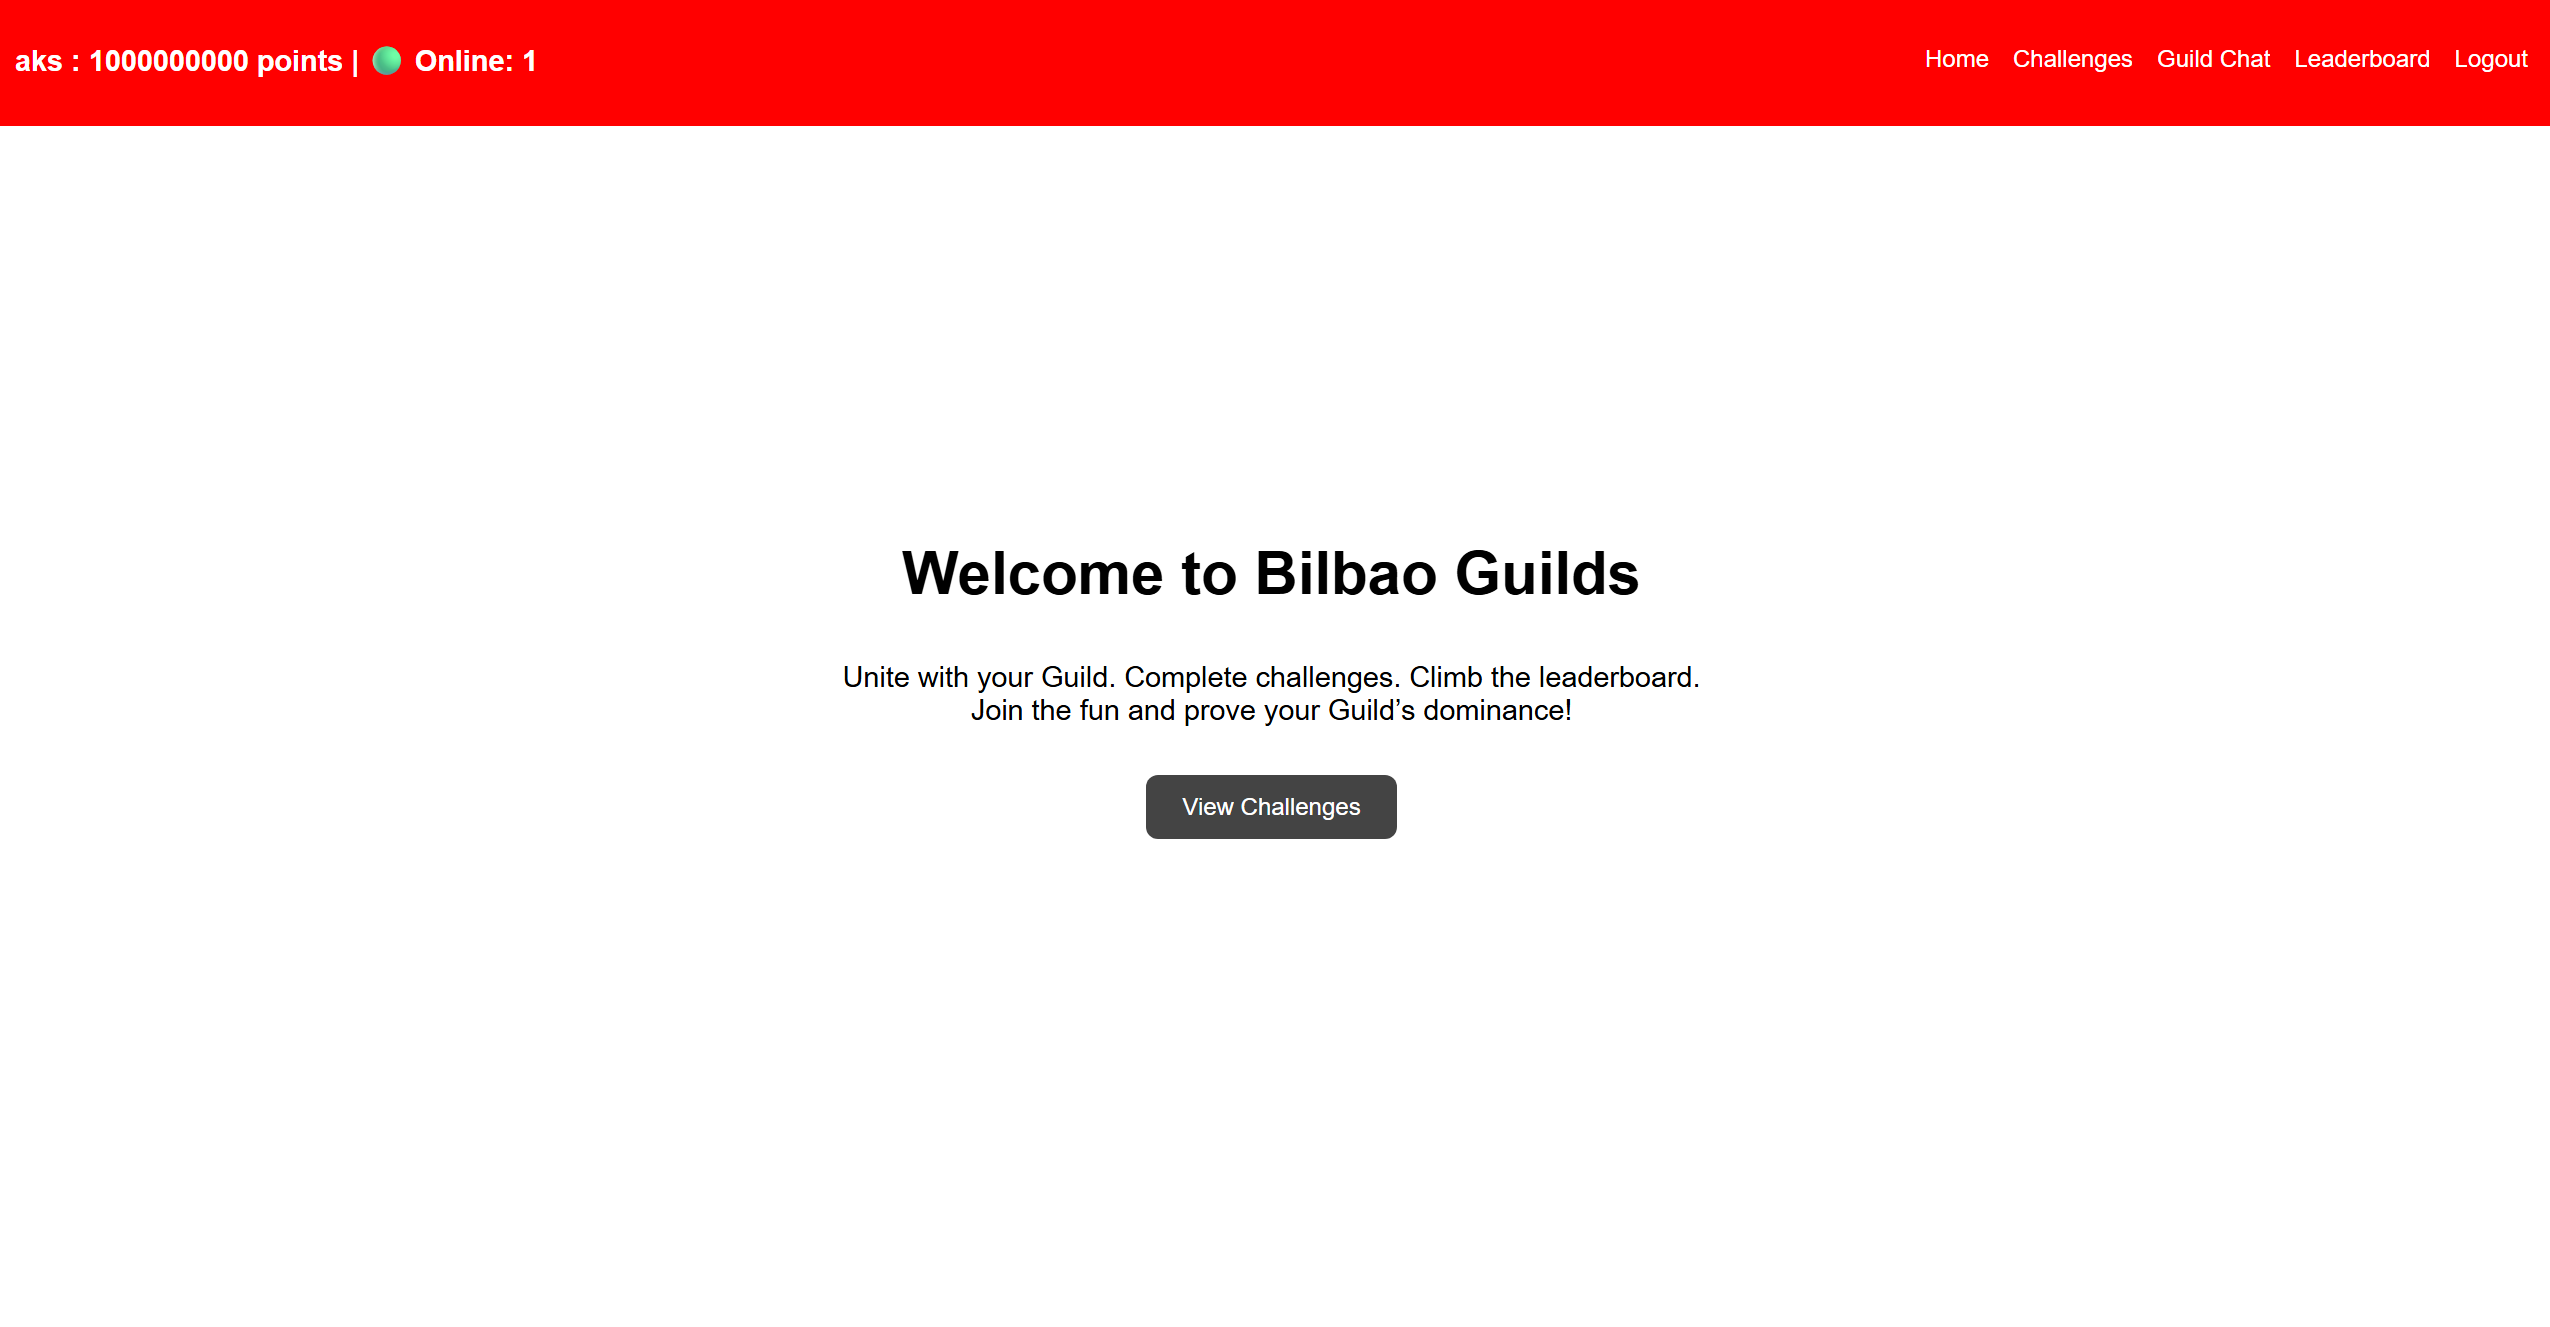 aks : 1000000000 points | 🟢 Online: 1
Home Challenges Guild Chat Leaderboard Logout
Welcome to Bilbao Guilds
Unite with your Guild. Complete challenges. Climb the leaderboard.
Join the fun and prove your Guild’s dominance!
View Challenges